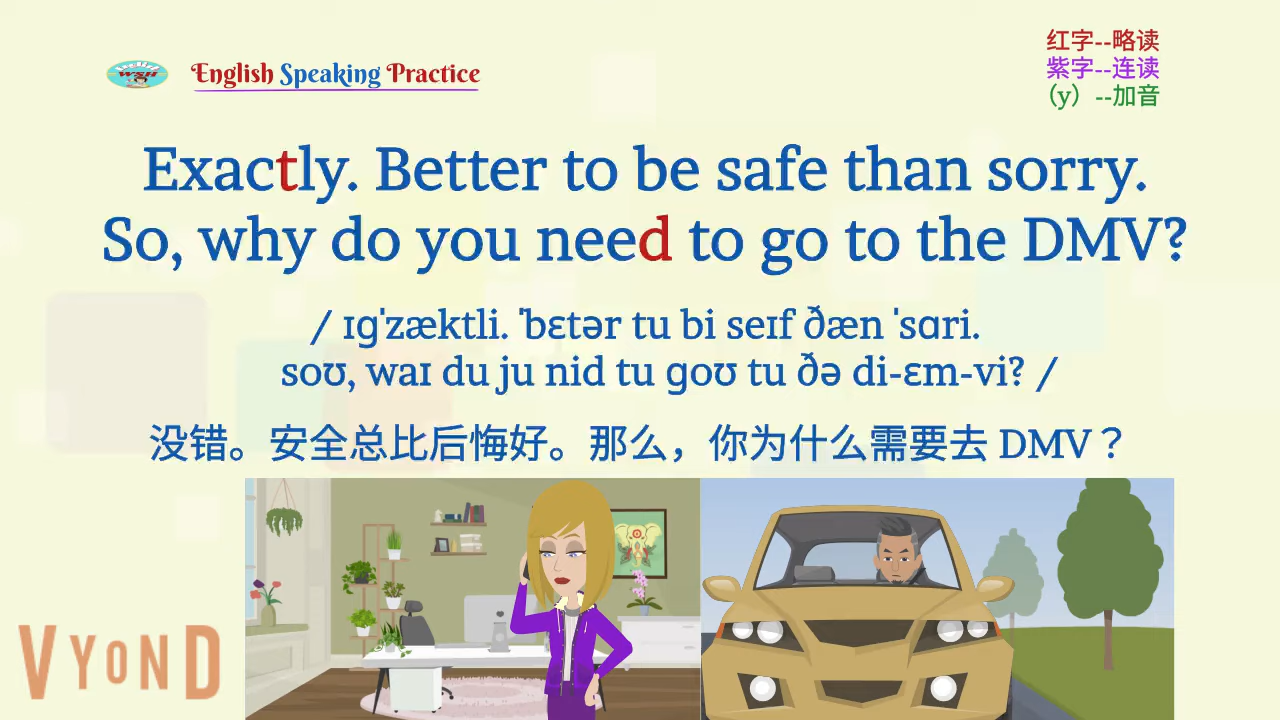 English Speaking Practice
红字--略读
紫字--连读
（y）--加音
Exactly. Better to be safe than sorry.
So, why do you need to go to the DMV?
/ ɪɡˈzæktli. ˈbɛtər tu bi seɪf ðæn ˈsɑri.
soʊ, waɪ du ju nid tu ɡoʊ tu ðə di-ɛm-vi? /
没错。安全总比后悔好。那么，你为什么需要去 DMV？
VYOND